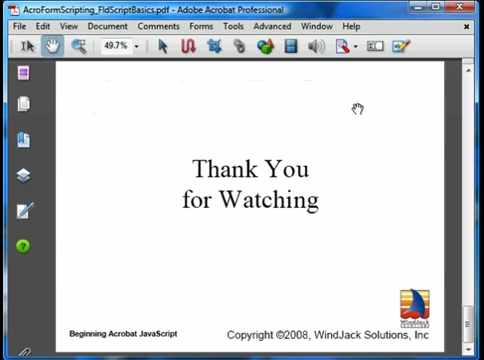 AcroFormScripting_FldScriptBasics.pdf - Adobe Acrobat Professional
File Edit View Document Comments Forms Tools Advanced Window Help
49.7%
Thank You
for Watching
Beginning Acrobat JavaScript
Copyright ©2008, WindJack Solutions, Inc